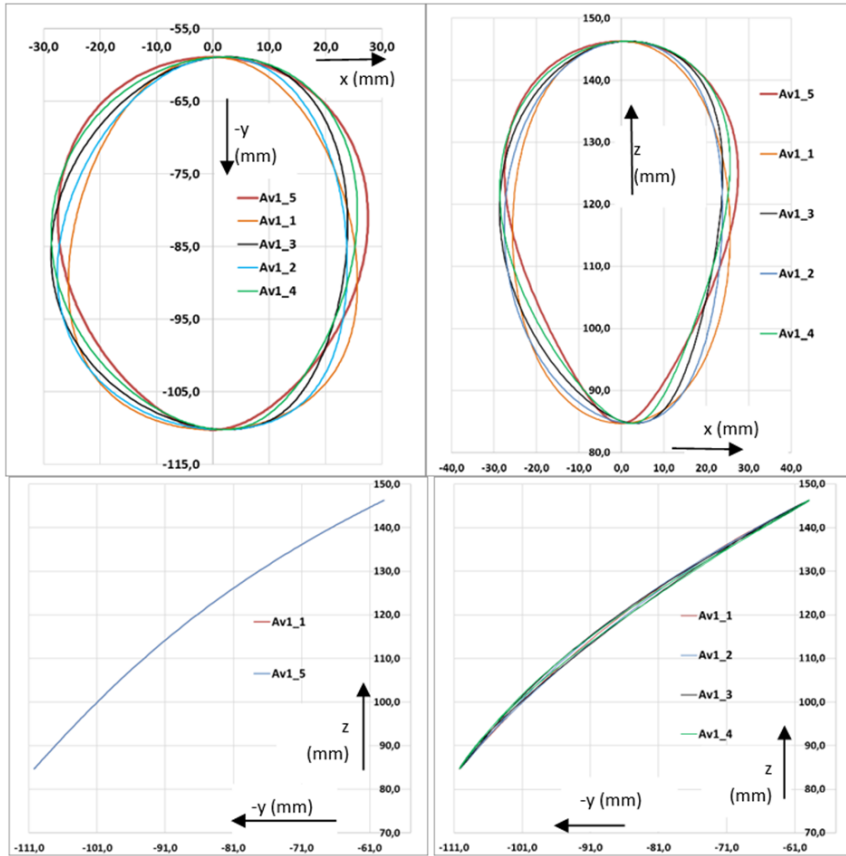 -55,0
-30,0 -20,0 -10,0 0,0 10,0 20,0 30,0
x (mm)
-65,0
-y
(mm)
-75,0
Av1_5
Av1_1
-85,0
Av1_3
Av1_2
Av1_4
-95,0
-105,0
-115,0
150,0
140,0
Av1_5
130,0
z
(mm)
Av1_1
120,0
Av1_3
110,0
Av1_2
100,0
Av1_4
90,0
x (mm)
80,0
-40,0 -30,0 -20,0 -10,0 0,0 10,0 20,0 30,0 40,0
150,0
140,0
130,0
120,0
Av1_1
110,0
Av1_5
100,0
z
90,0
(mm)
80,0
-y (mm)
70,0
-111,0 -101,0 -91,0 -81,0 -71,0 -61,0
150,0
140,0
130,0
120,0
Av1_1
110,0
Av1_2
100,0
Av1_3
Av1_4
90,0
z
80,0
-y (mm)
(mm)
70,0
-111,0 -101,0 -91,0 -81,0 -71,0 -61,0